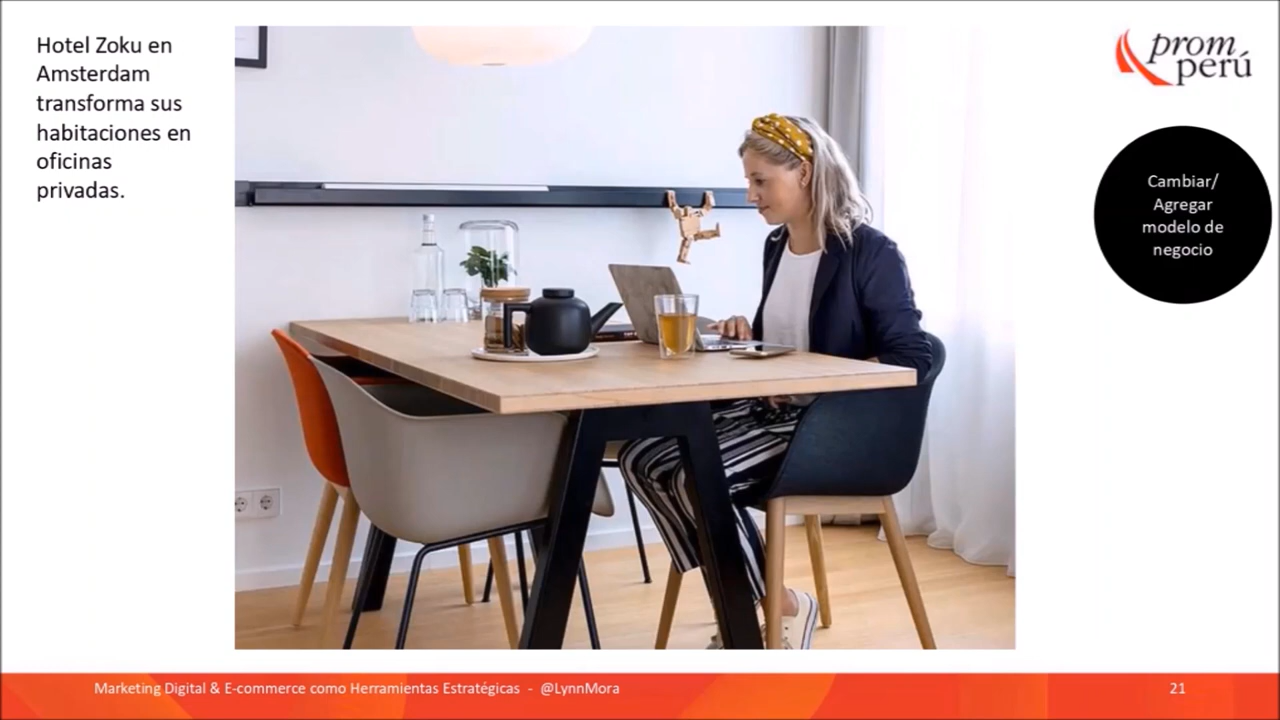 Hotel Zoku en
Amsterdam
transforma sus
habitaciones en
oficinas
privadas.
prom
perú
Cambiar/
Agregar
modelo de
negocio
Marketing Digital & E-commerce como Herramientas Estratégicas - @LynnMora
21